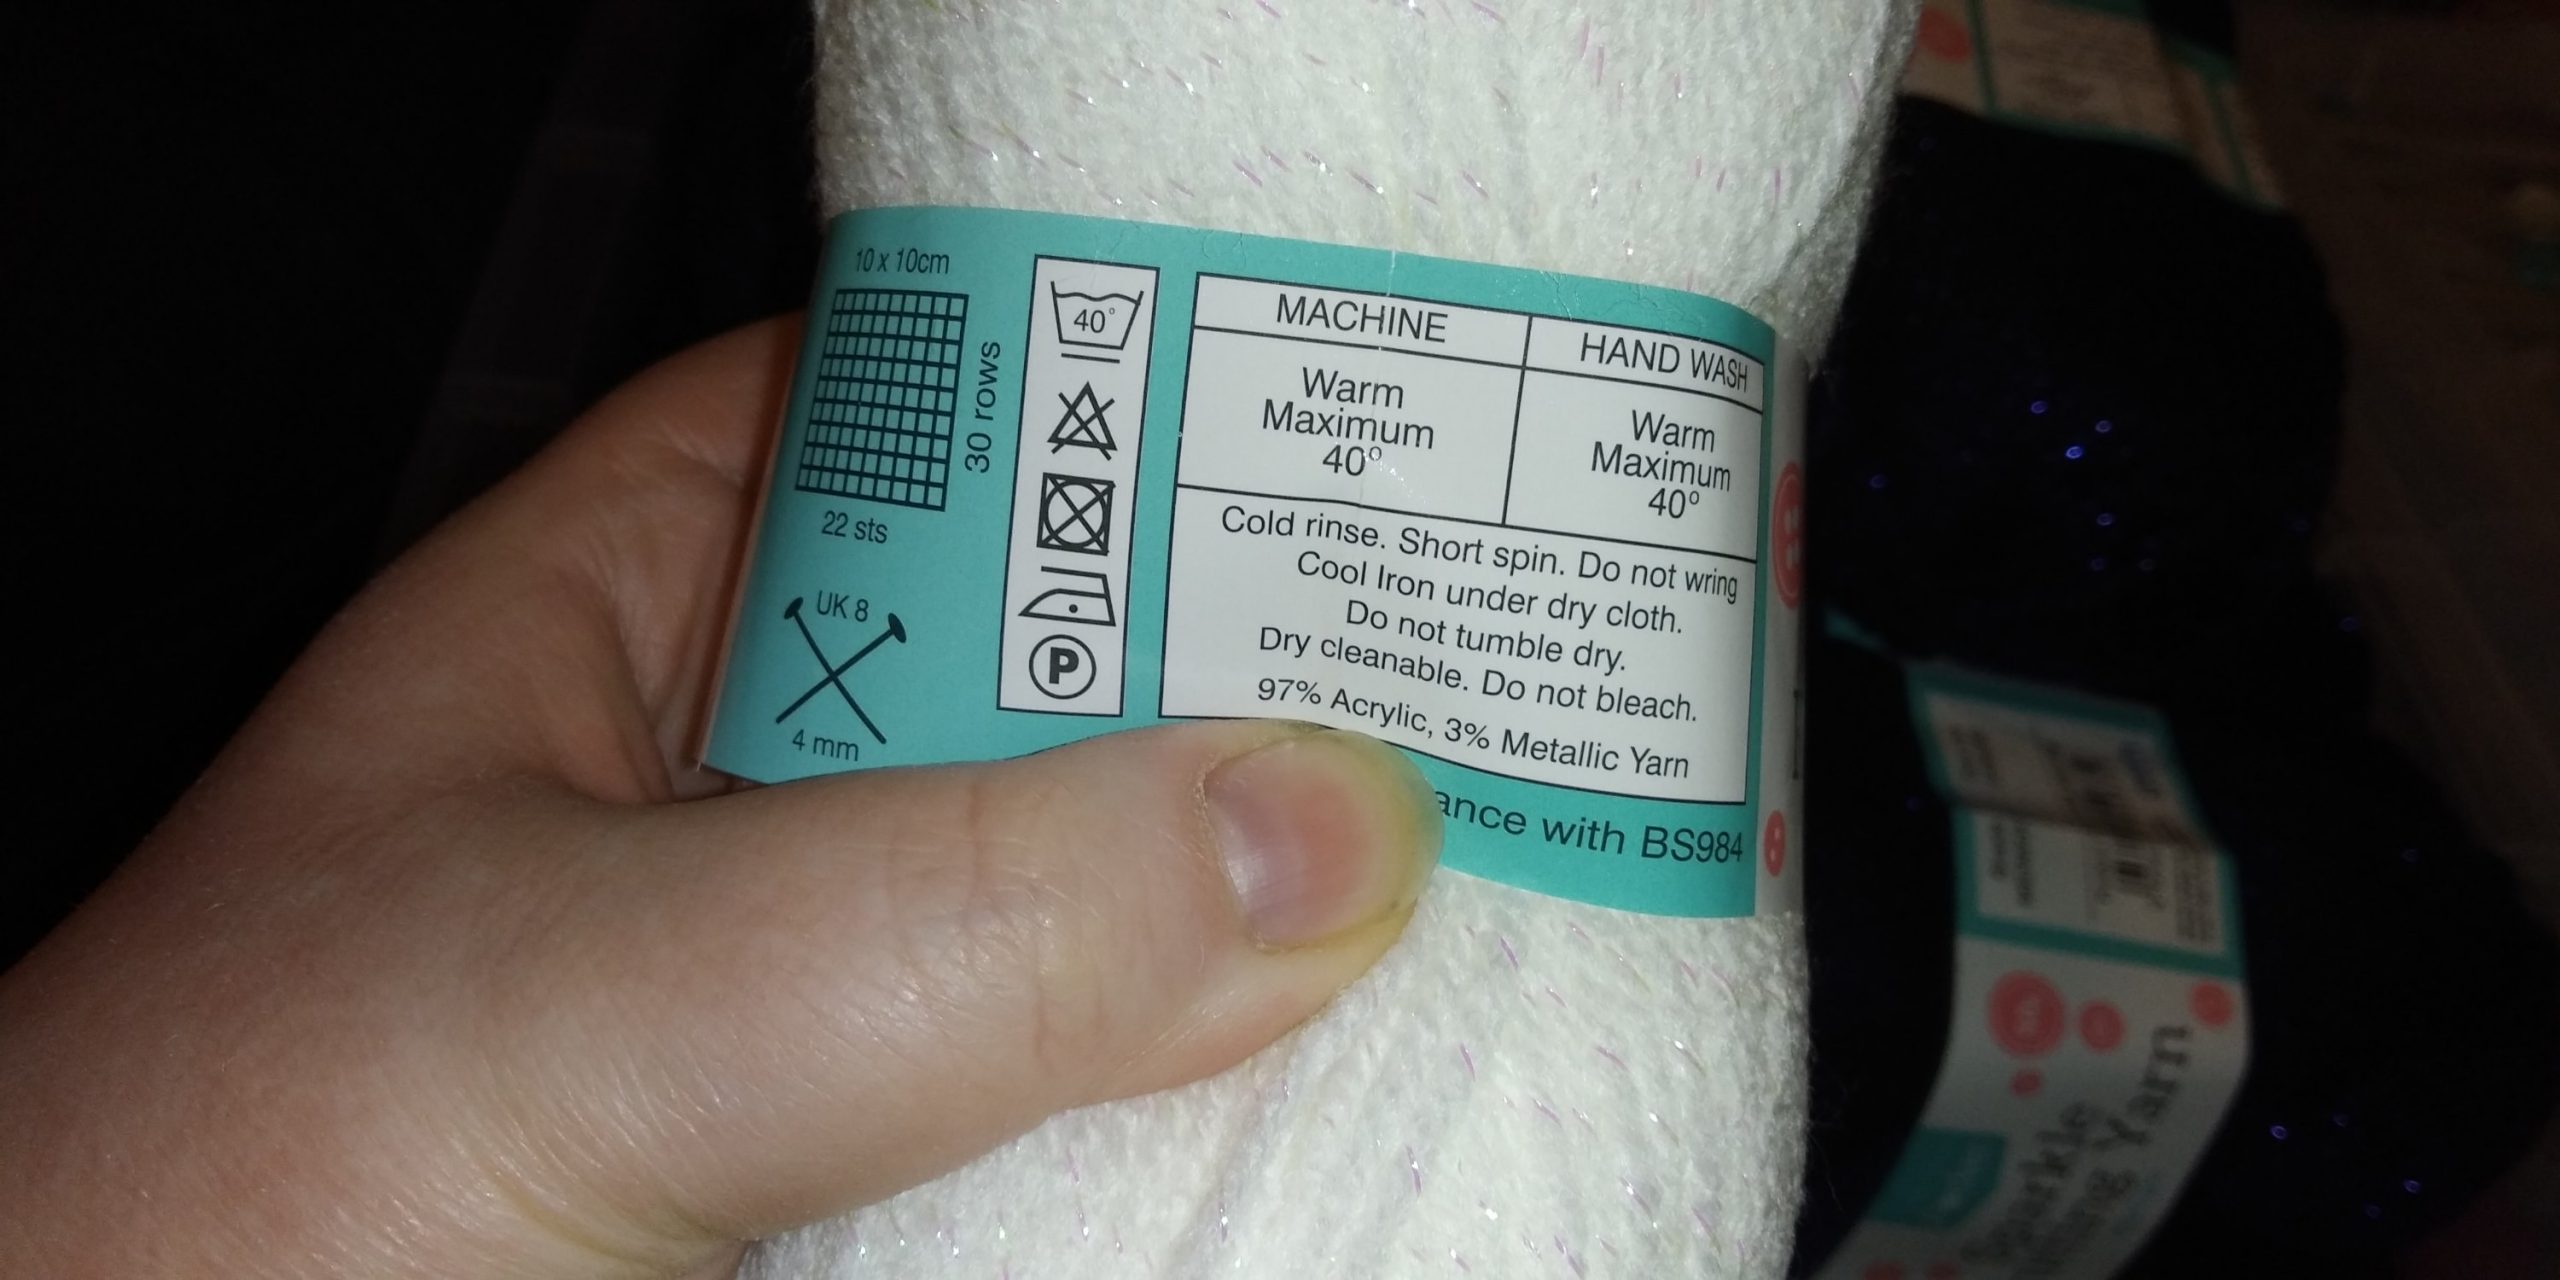 10 x 10cm
30 rows
22 sts
UK 8
4 mm
40°
P
MACHINE
HAND WASH
Warm
Maximum
40°
Warm
Maximum
40°
Cold rinse. Short spin. Do not wring
Cool Iron under dry cloth.
Do not tumble dry.
Dry cleanable. Do not bleach.
97% Acrylic, 3% Metallic Yarn
with BS984
Sparkle
Yarn